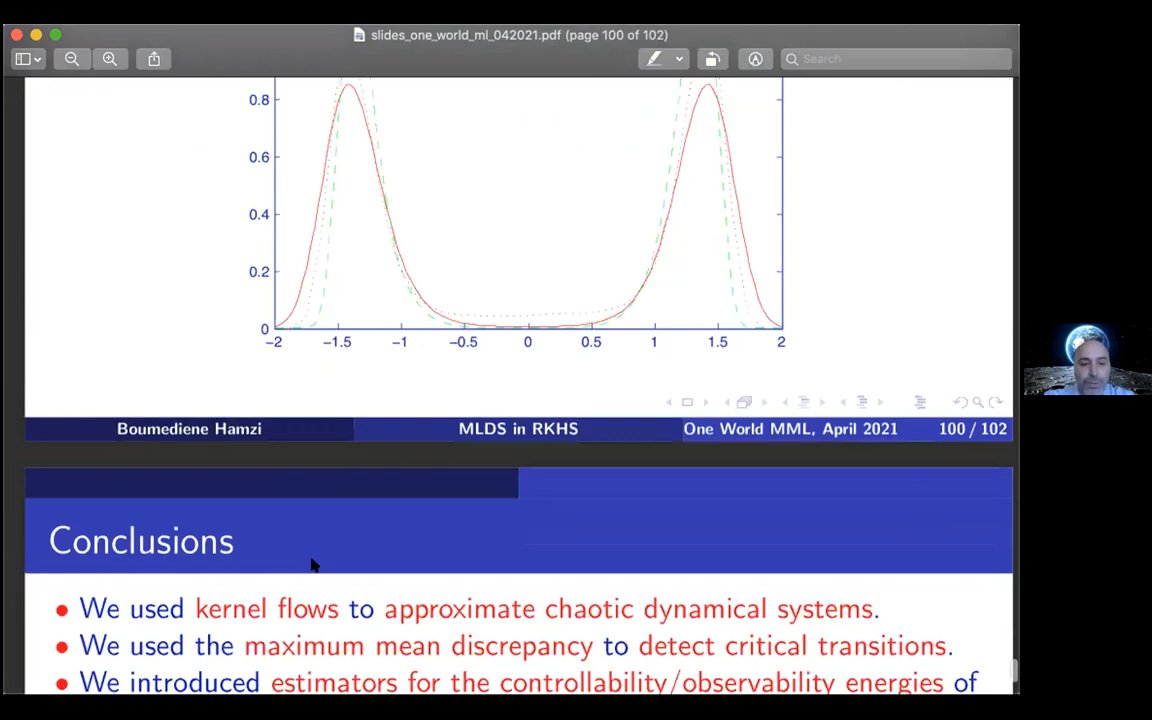 slides_one_world_ml_042021.pdf (page 100 of 102)
Search
0.8
0.6
0.4
0.2
0
−2 −1.5 −1 −0.5 0 0.5 1 1.5 2
Boumediene Hamzi MLDS in RKHS One World MML, April 2021 100 / 102
Conclusions
• We used kernel flows to approximate chaotic dynamical systems.
• We used the maximum mean discrepancy to detect critical transitions.
• We introduced estimators for the controllability/observability energies of